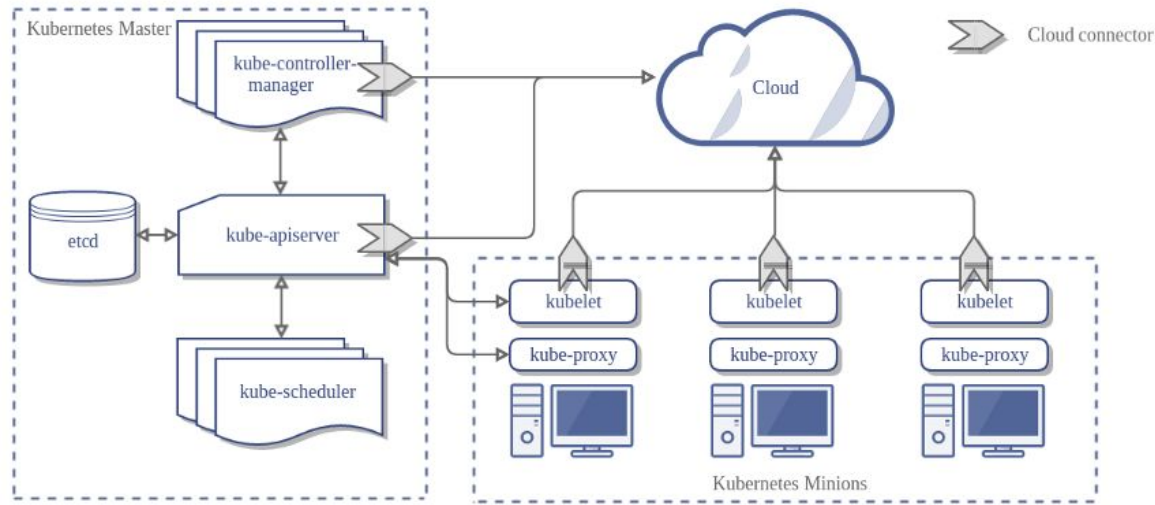 Kubernetes Master
kube-controller-
manager
Cloud
Cloud connector
etcd
kube-apiserver
kube-scheduler
kubelet
kubelet
kubelet
kube-proxy
kube-proxy
kube-proxy
Kubernetes Minions